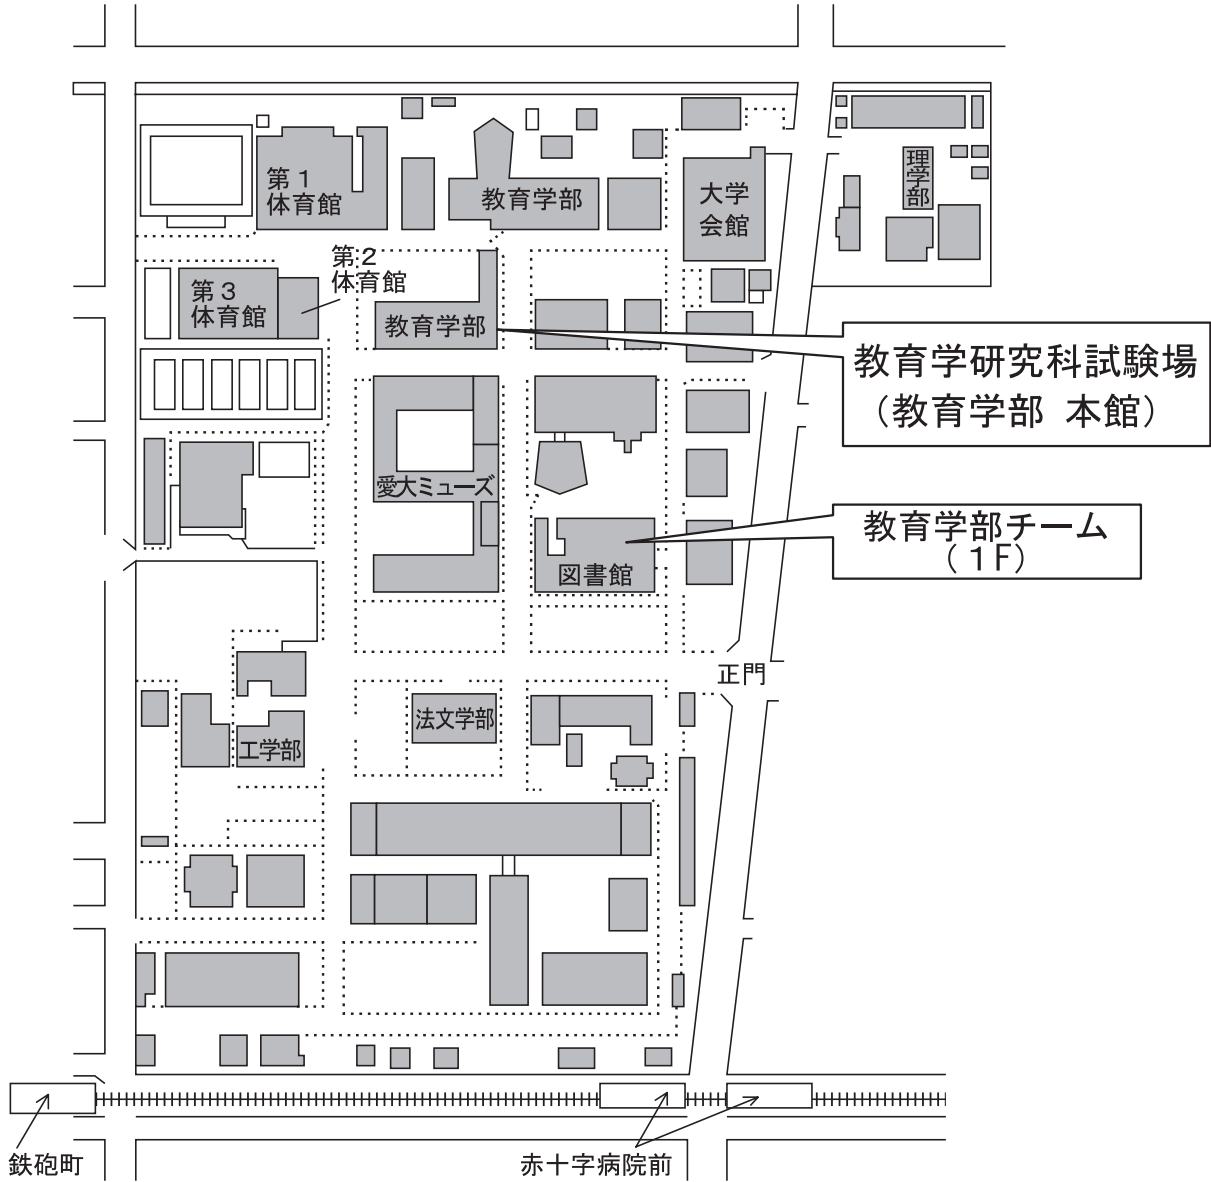 第1
体育館
教育学部
大学
会館
理学部
第2
体育館
第3
体育館
教育学部
教育学研究科試験場
（教育学部 本館）
愛大ミューズ
教育学部チーム
（1F）
図書館
正門
法文学部
工学部
鉄砲町
赤十字病院前